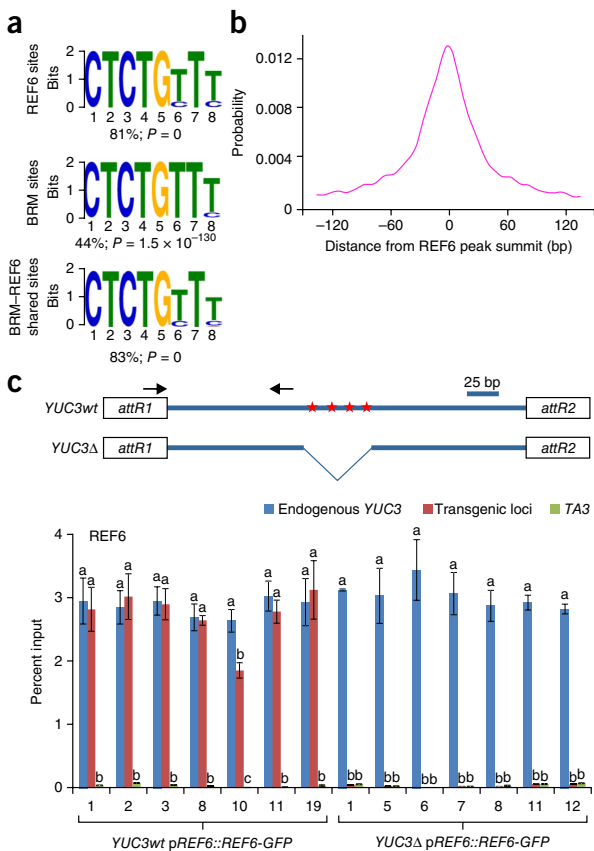 a
REF6 sites
Bits
2
1
0
CTCTGTTT
C C
1 2 3 4 5 6 7 8
81%; P = 0
BRM sites
Bits
2
1
0
CTCTGTTT
C
1 2 3 4 5 6 7 8
44%; P = 1.5 × 10−130
BRM–REF6
shared sites
Bits
2
1
0
CTCTGTTT
C C
1 2 3 4 5 6 7 8
83%; P = 0
b
Probability
0.012
0.008
0.004
0
−120 −60 0 60 120
Distance from REF6 peak summit (bp)
c
25 bp
YUC3wt attR1 attR2
YUC3Δ attR1 attR2
Endogenous YUC3 Transgenic loci TA3
REF6
Percent input
4
3
2
1
0
a a b
a a b
a a b
a a b
a b c
a a b
a a b
a b b
a b b
a b b
a b b
a b b
a b b
a b b
1 2 3 8 10 11 19 1 5 6 7 8 11 12
YUC3wt pREF6::REF6-GFP YUC3Δ pREF6::REF6-GFP